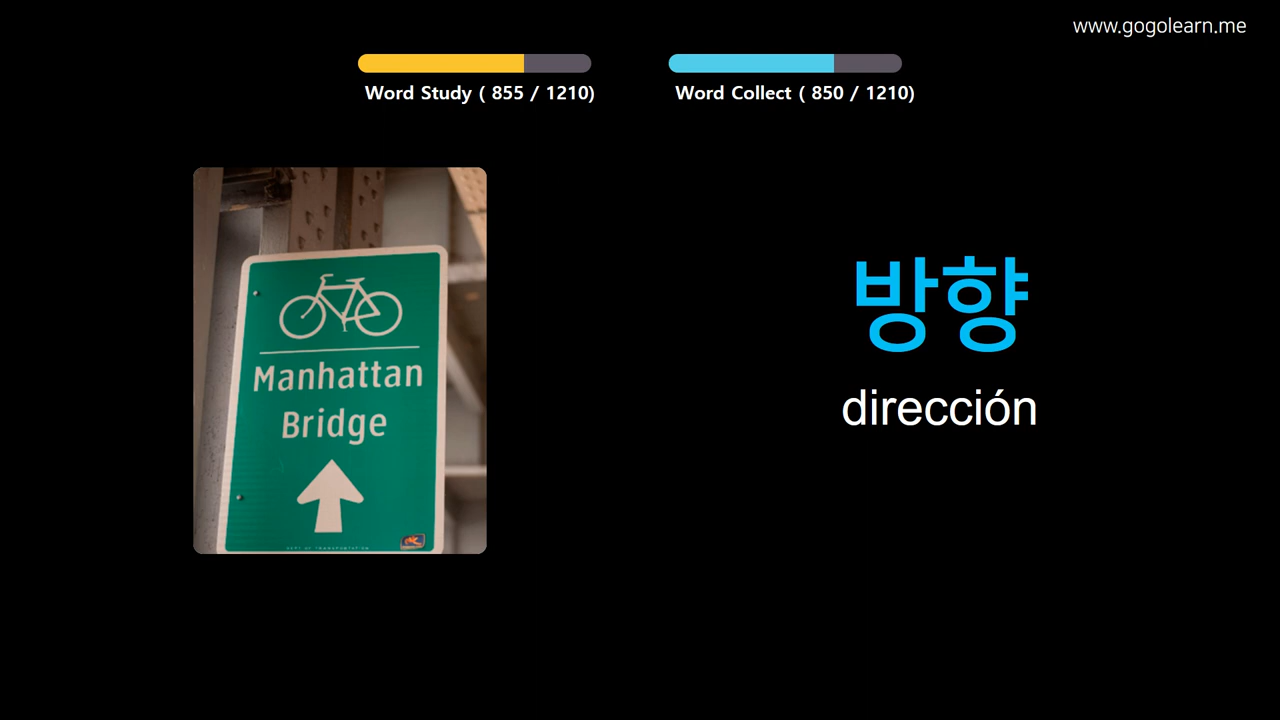 www.gogolearn.me
Word Study ( 855 / 1210)
Word Collect ( 850 / 1210)
Manhattan
Bridge
방향
dirección